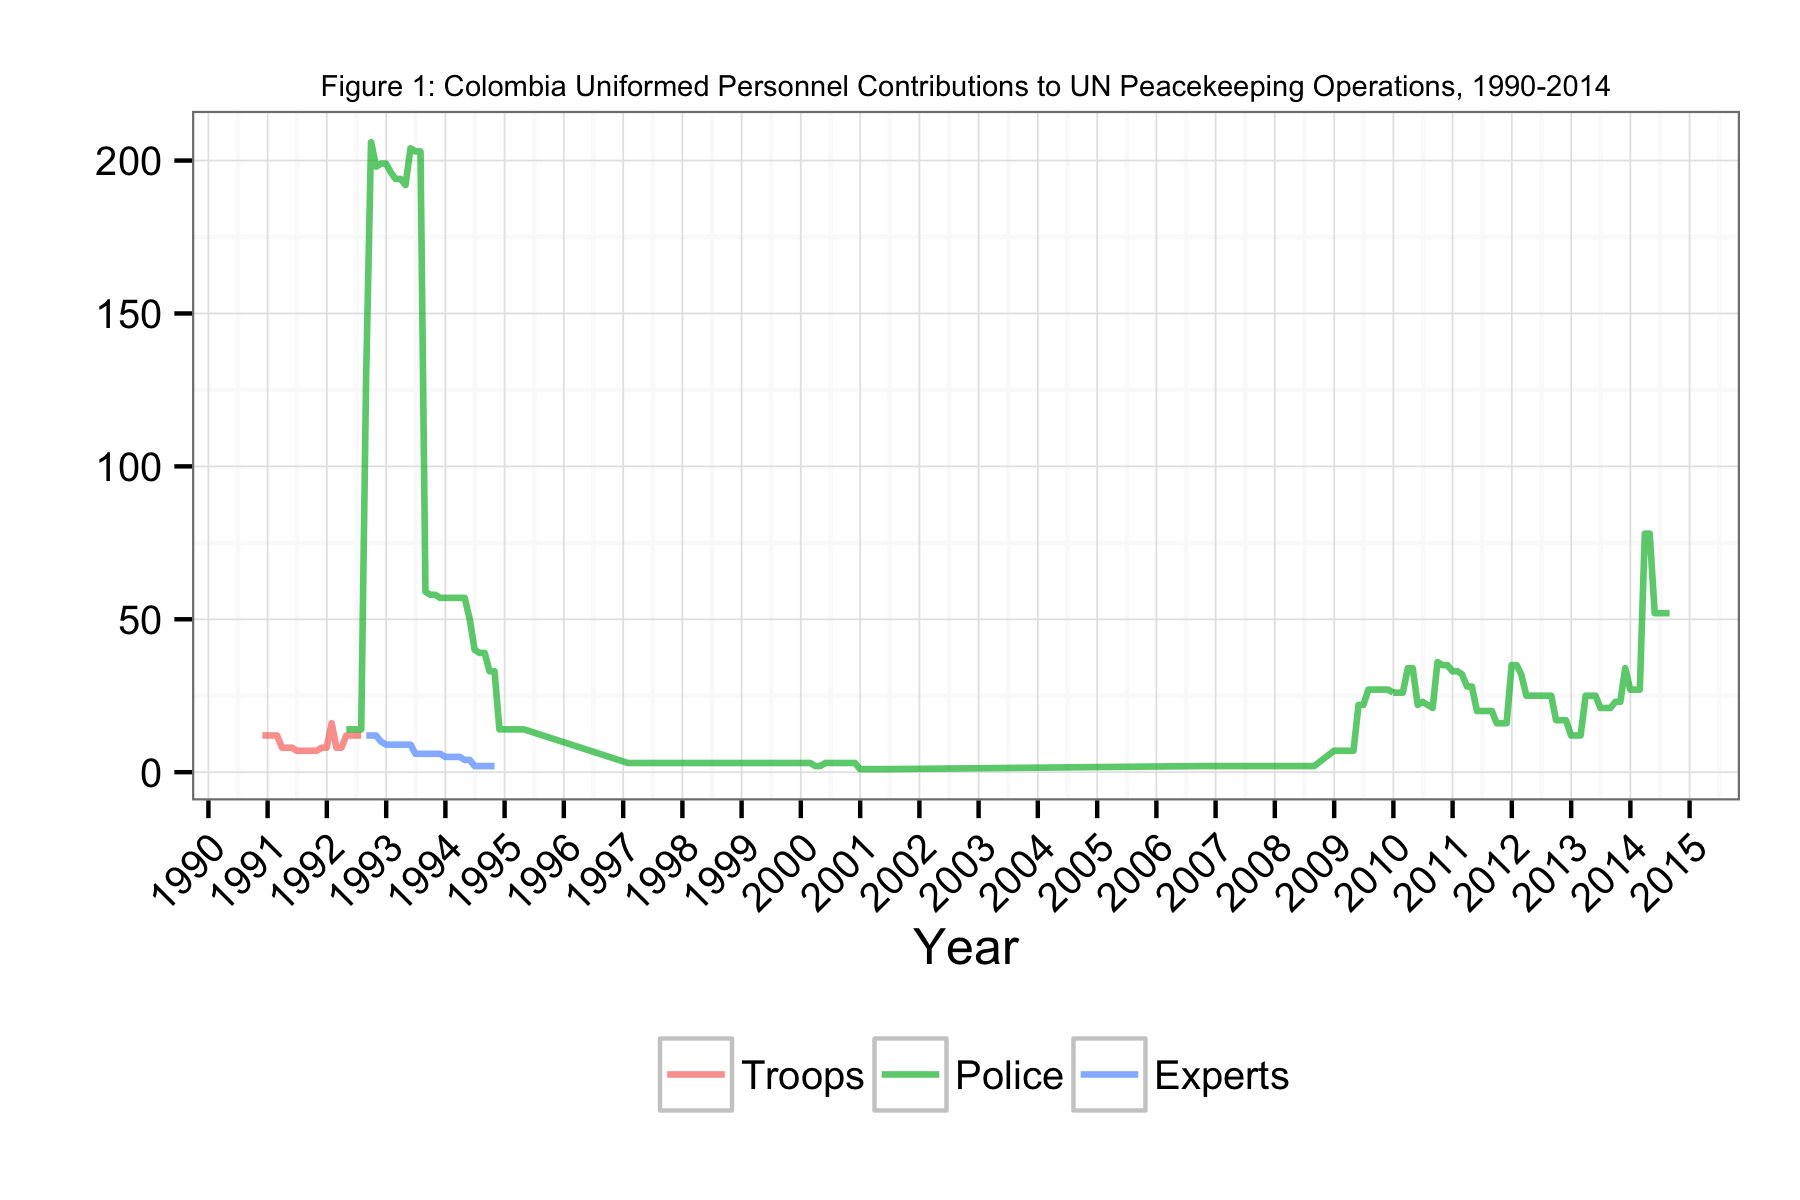 Figure 1: Colombia Uniformed Personnel Contributions to UN Peacekeeping Operations, 1990-2014
200
150
100
50
0
1990 1991 1992 1993 1994 1995 1996 1997 1998 1999 2000 2001 2002 2003 2004 2005 2006 2007 2008 2009 2010 2011 2012 2013 2014 2015
Year
Troops Police Experts